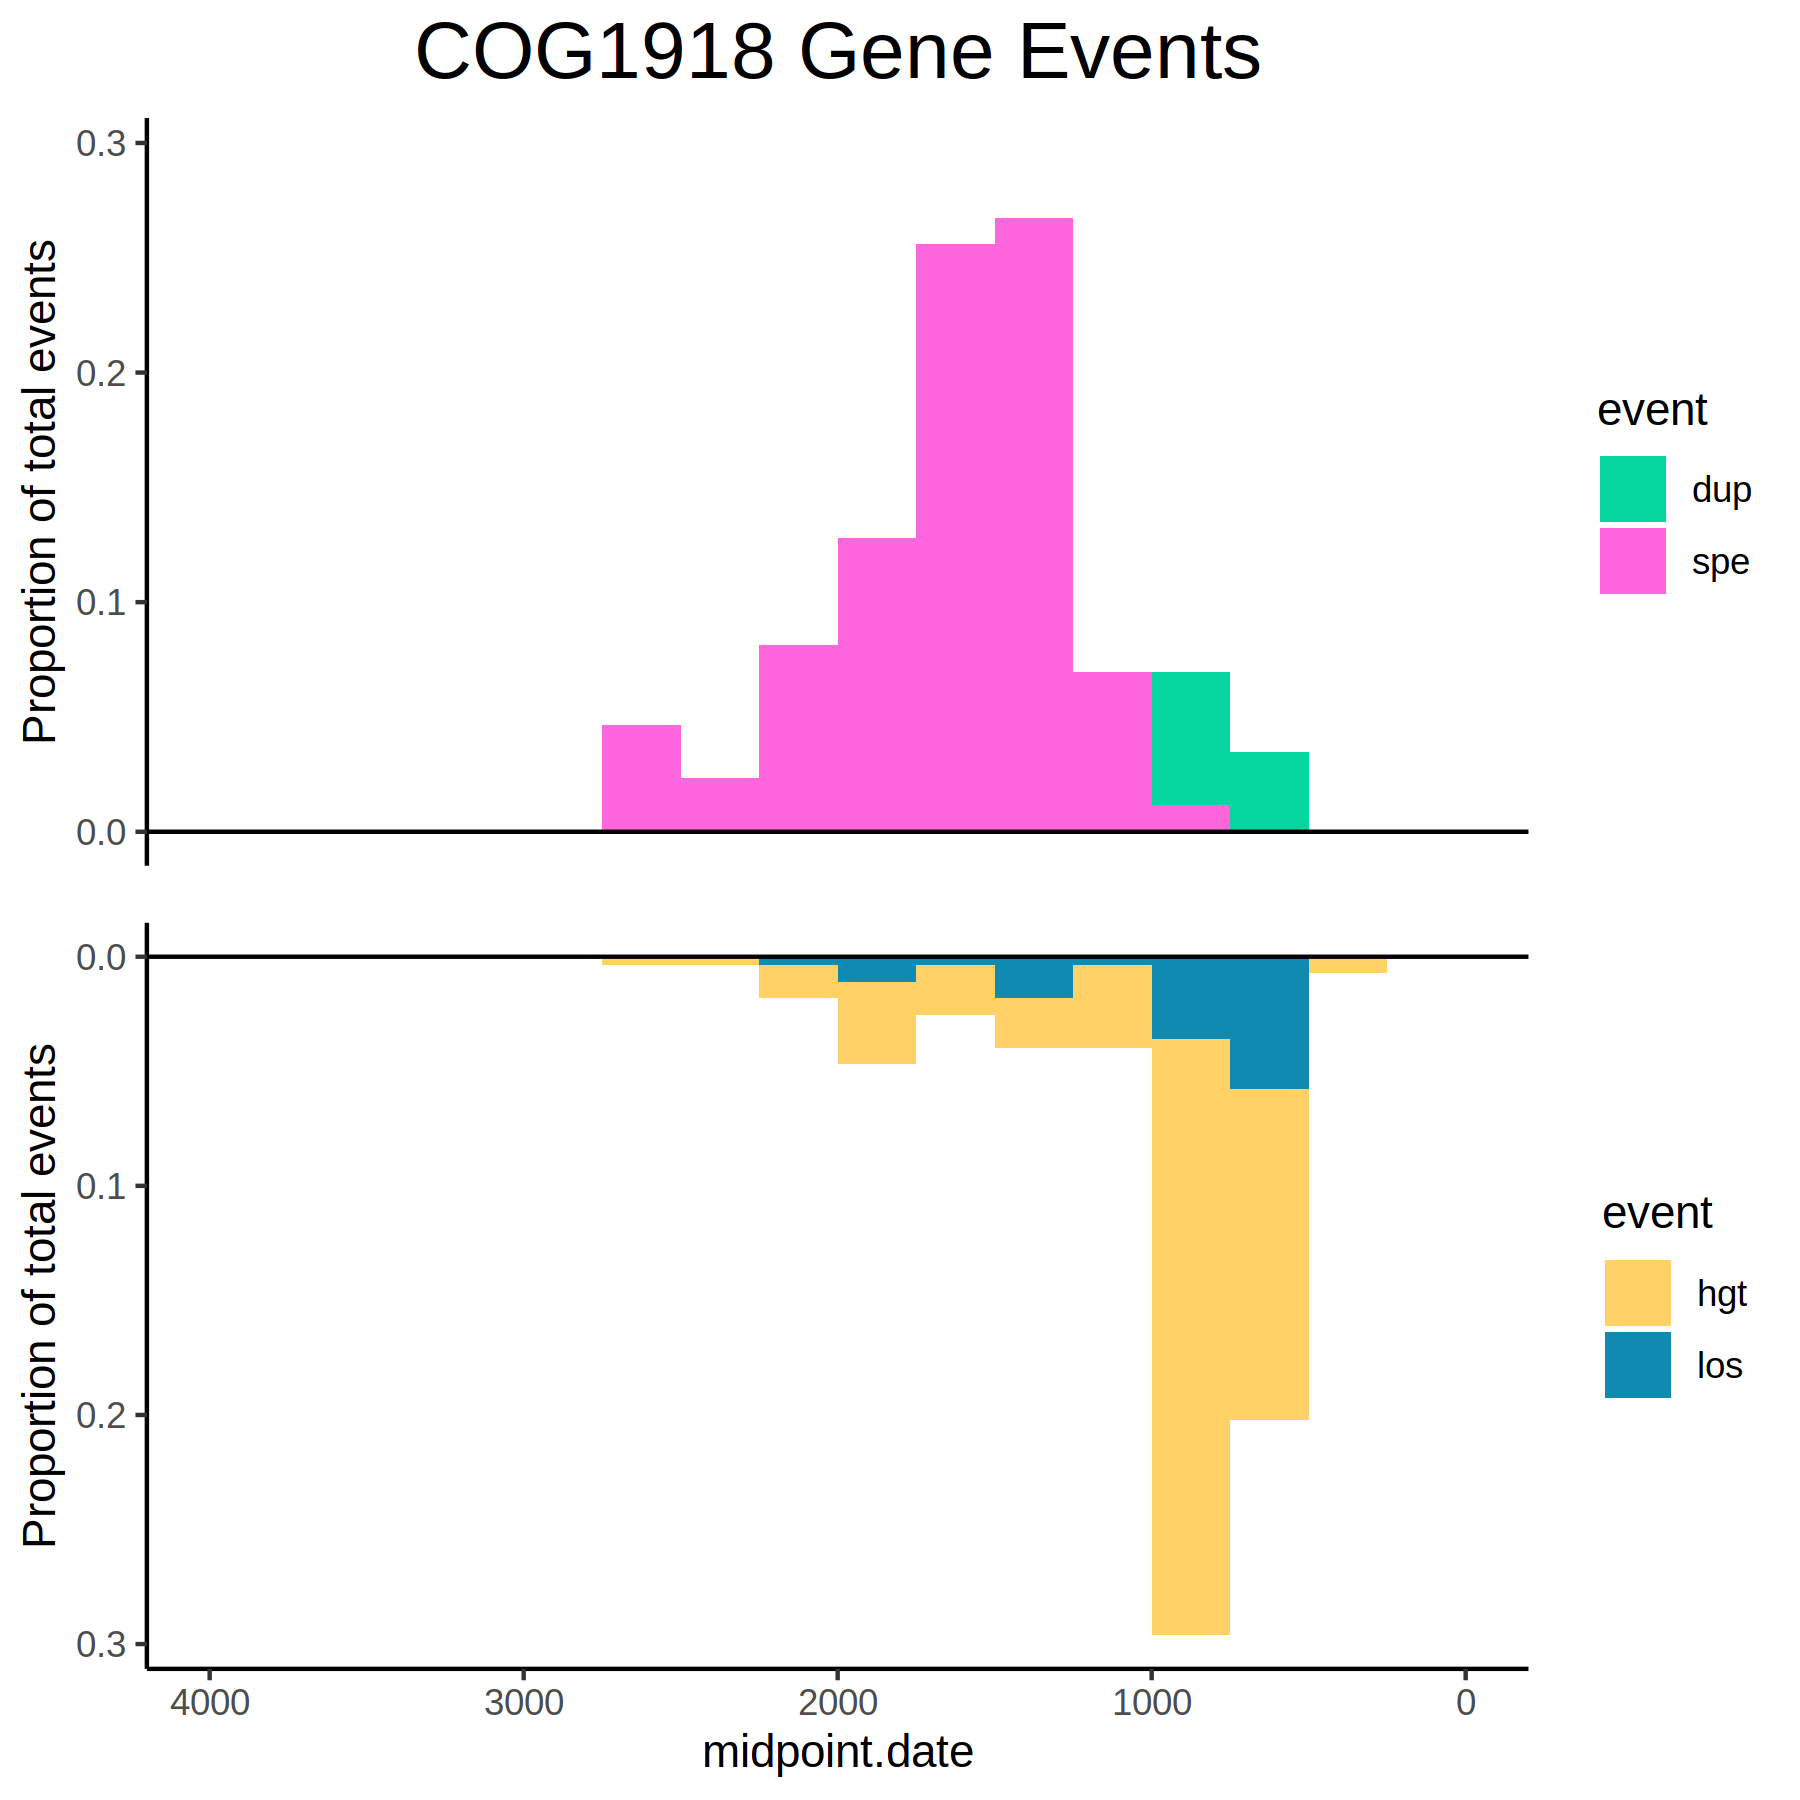 COG1918 Gene Events
0.3
0.2
0.1
0.0
Proportion of total events
event
dup
spe
0.0
0.1
0.2
0.3
Proportion of total events
event
hgt
los
4000 3000 2000 1000 0
midpoint.date